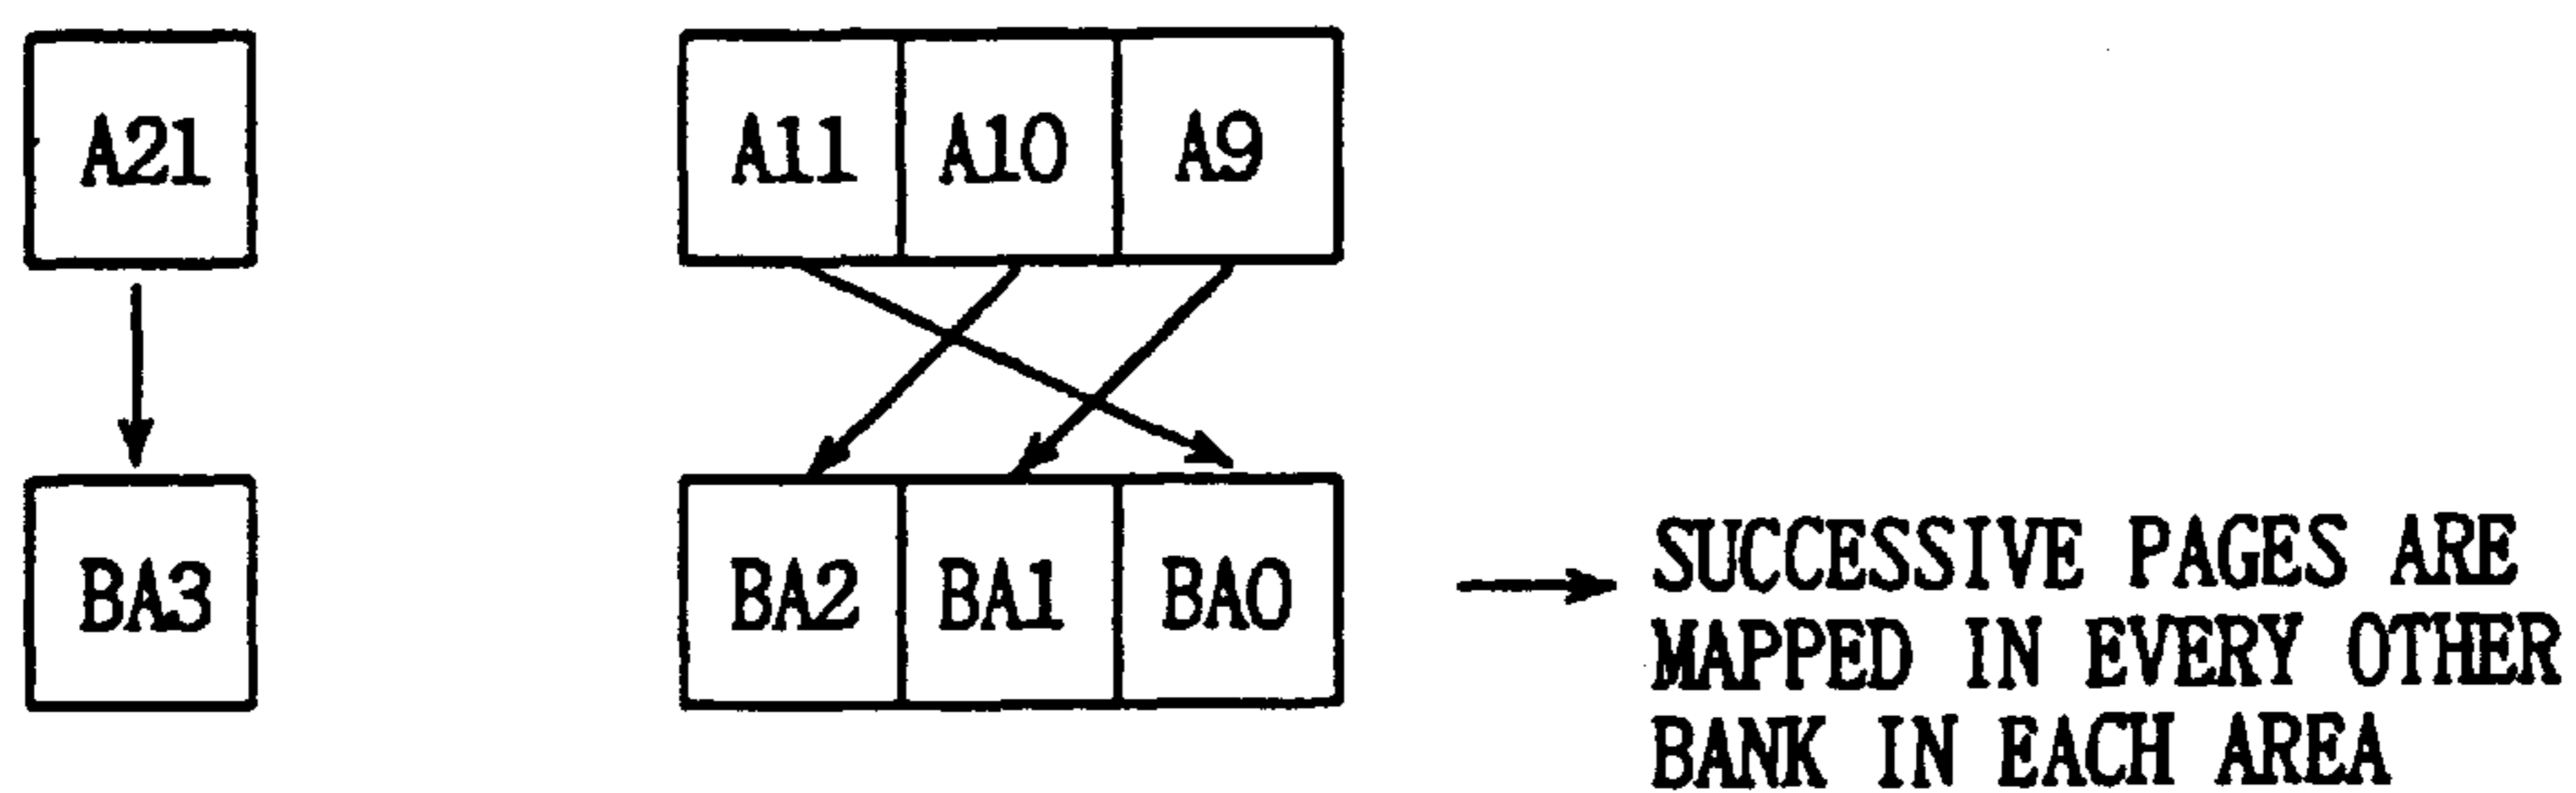 A21 A11 A10 A9
BA3 BA2 BA1 BA0
SUCCESSIVE PAGES ARE
MAPPED IN EVERY OTHER
BANK IN EACH AREA